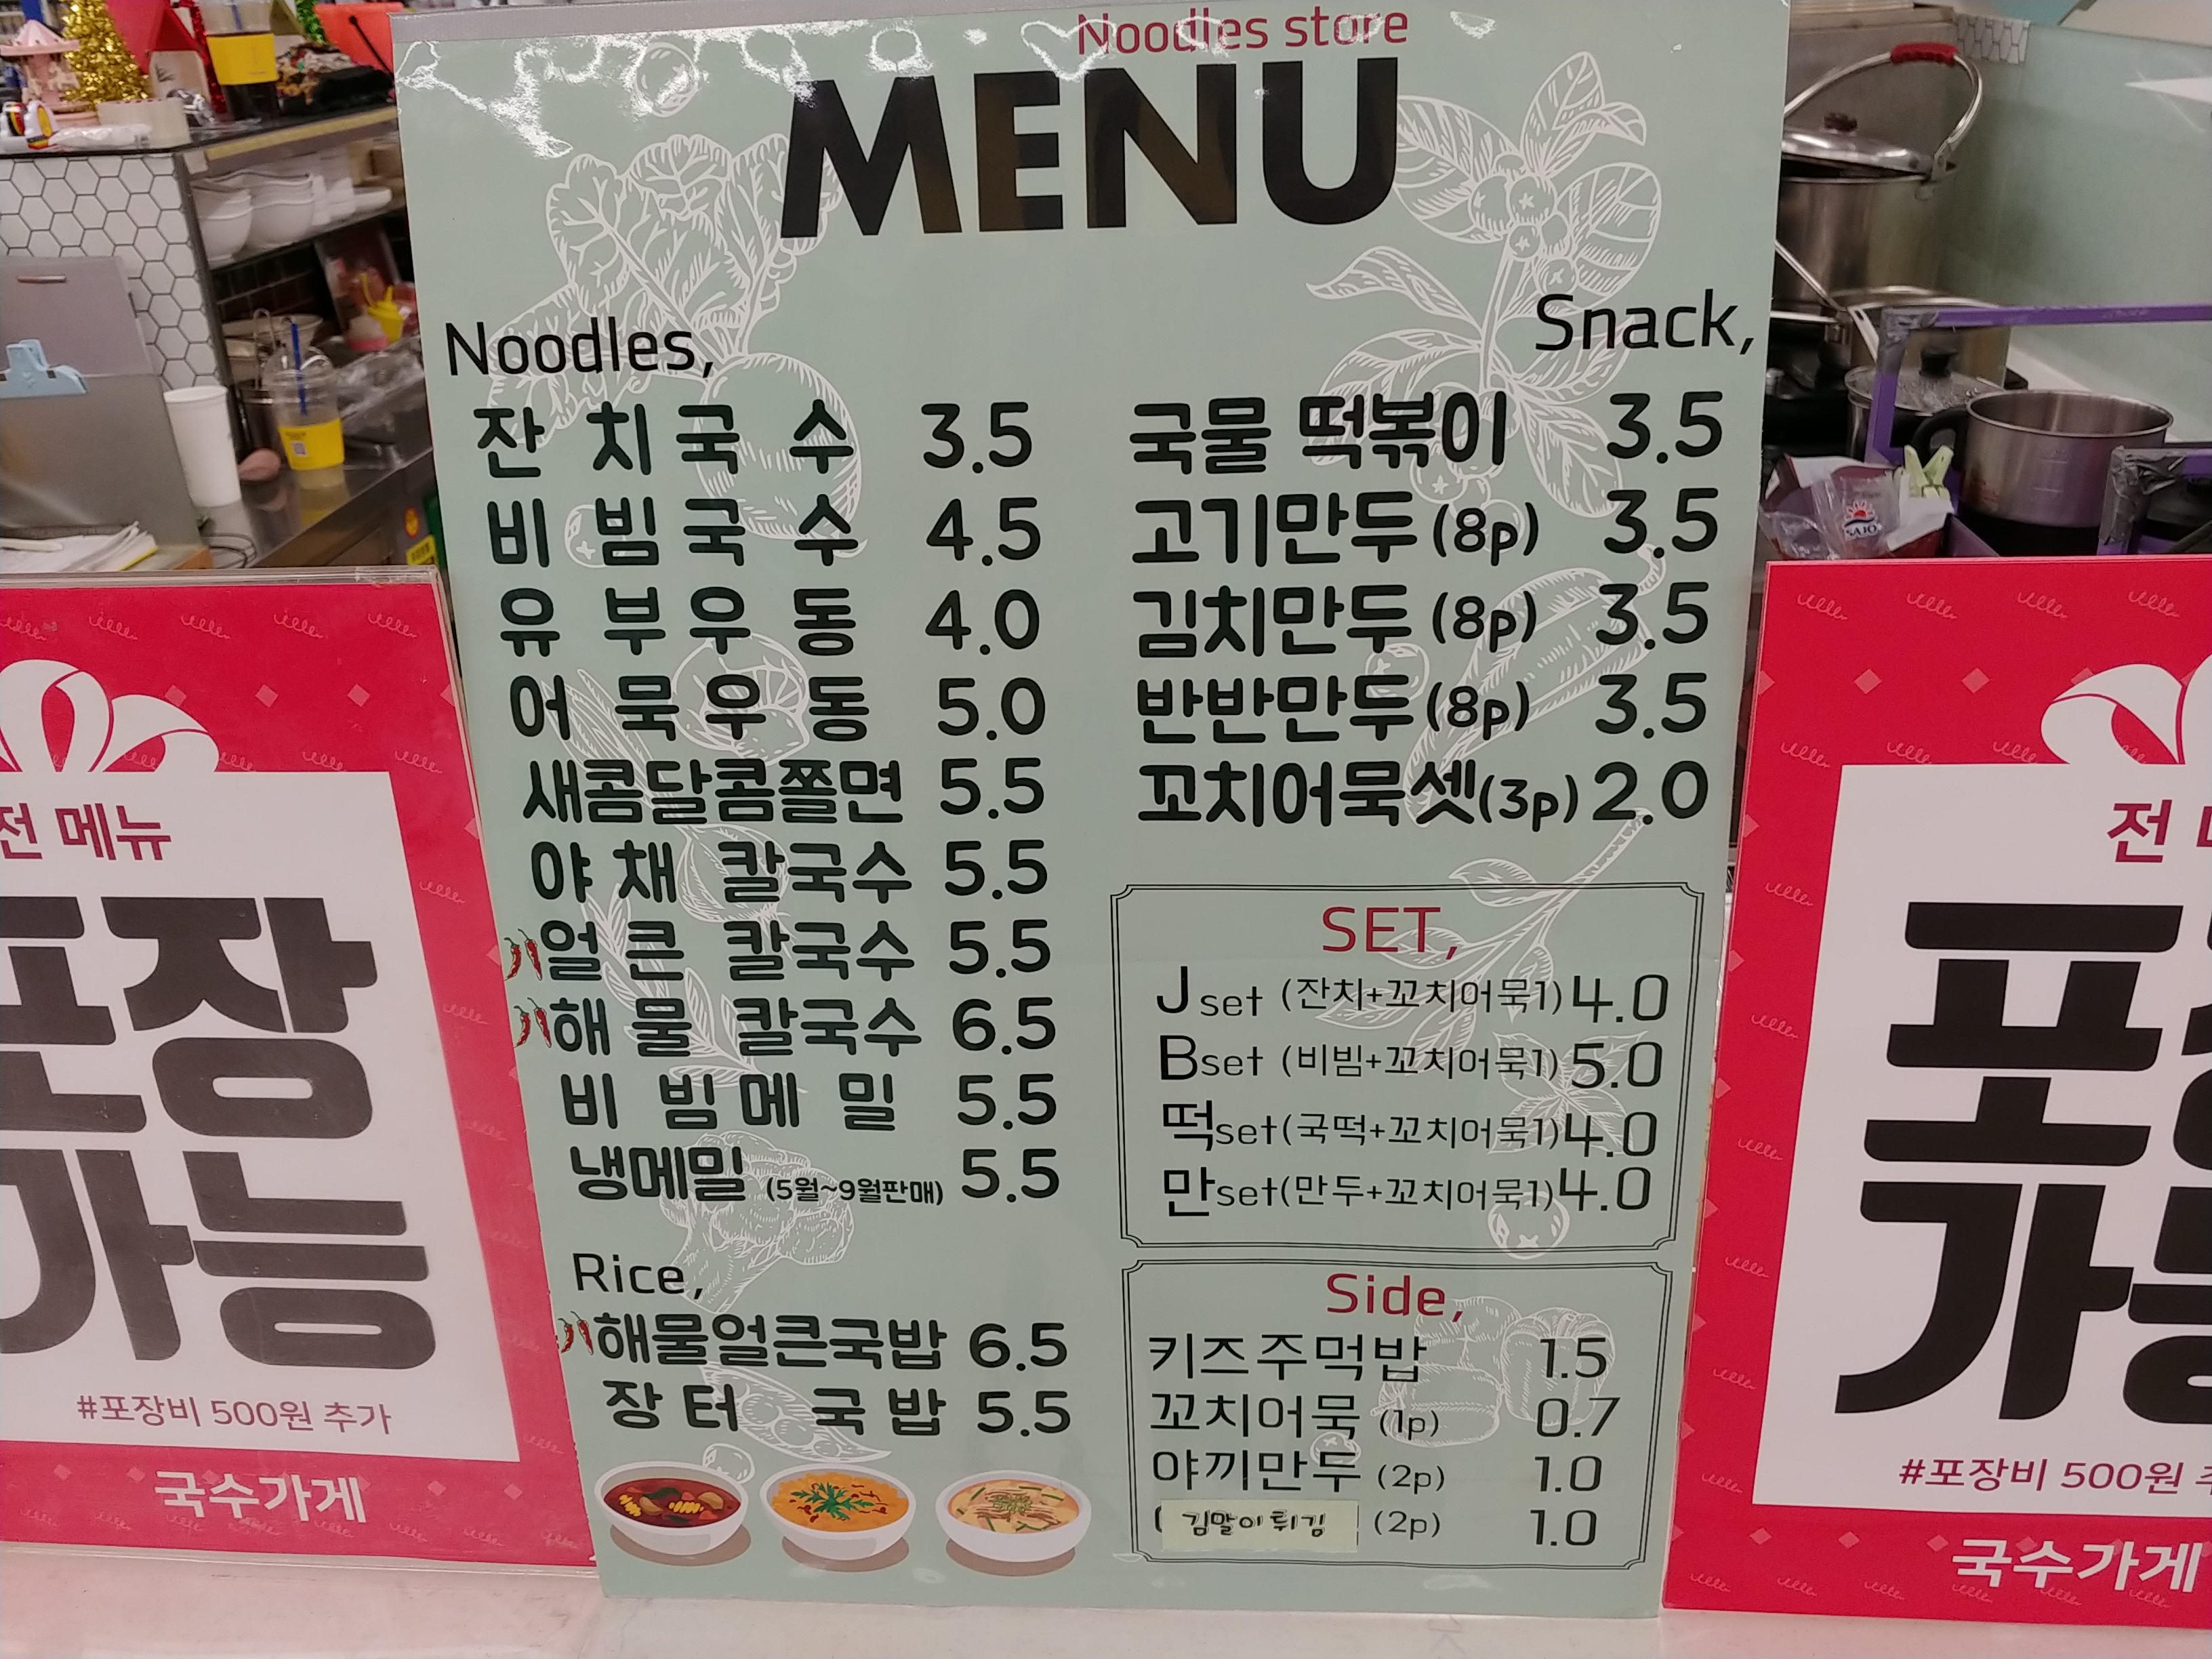 Noodles store
MENU
Noodles,
잔치국수 3.5
비빔국수 4.5
유부우동 4.0
어묵우동 5.0
새콤달콤쫄면 5.5
야채 칼국수 5.5
얼큰 칼국수 5.5
해물 칼국수 6.5
비빔메밀 5.5
냉메밀 (5월~9월판매) 5.5
Rice,
해물얼큰국밥 6.5
장터 국밥 5.5
Snack,
국물 떡볶이 3.5
고기만두 (8p) 3.5
김치만두 (8p) 3.5
반반만두 (8p) 3.5
꼬치어묵셋(3p) 2.0
SET,
J set (잔치+꼬치어묵1) 4.0
B set (비빔+꼬치어묵1) 5.0
떡set(국떡+꼬치어묵1) 4.0
만set(만두+꼬치어묵1) 4.0
Side,
키즈주먹밥 1.5
꼬치어묵 (1p) 0.7
야끼만두 (2p) 1.0
김말이튀김 (2p) 1.0
전 메뉴
포장
가능
#포장비 500원 추가
국수가게
전
포장
가능
#포장비 500원
국수가게
SAJO